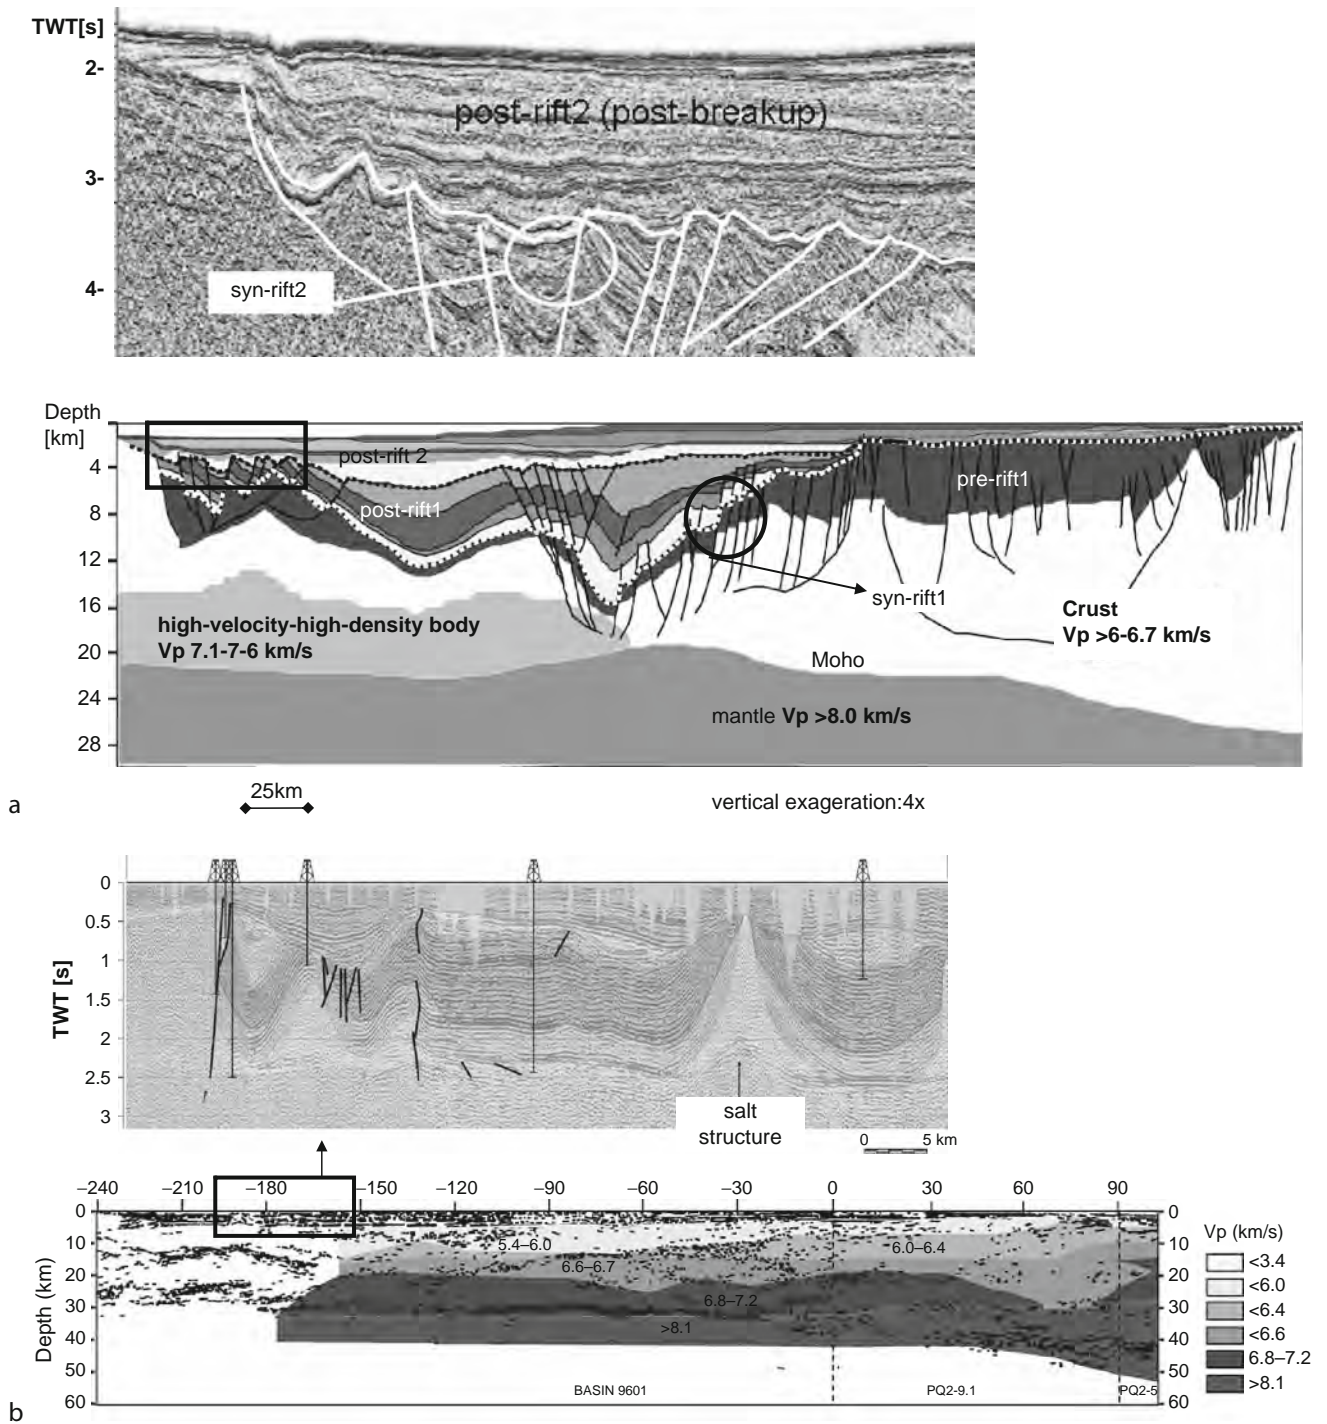 TWT[s]
2-
post-rift2 (post-breakup)
3-
syn-rift2
4-
Depth
[km]
4
post-rift 2
pre-rift1
8
post-rift1
12
syn-rift1
16
high-velocity-high-density body
Vp 7.1-7-6 km/s
Crust
Vp >6-6.7 km/s
20
Moho
24
mantle Vp >8.0 km/s
28
25km
vertical exageration:4x
a
0
0.5
1
TWT [s]
1.5
2
2.5
3
salt
structure
0 5 km
−240 −210 −180 −150 −120 −90 −60 −30 0 30 60 90
0 0
Vp (km/s)
10 5.4–6.0 6.0–6.4 10
<3.4
6.6–6.7
20 20
<6.0
Depth (km)
30 6.8–7.2 30
<6.4
>8.1
40 40
<6.6
6.8–7.2
50 50
>8.1
60 BASIN 9601 PQ2-9.1 PQ2-5 60
b